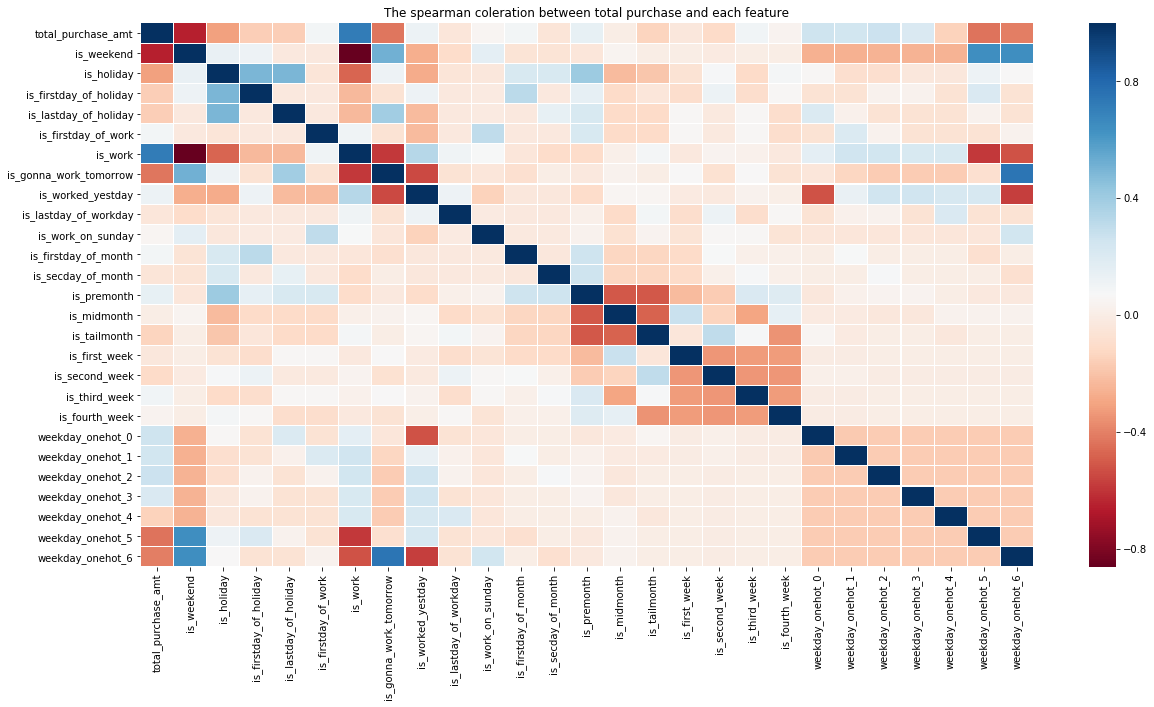 The spearman coleration between total purchase and each feature
total_purchase_amt
is_weekend
is_holiday
is_firstday_of_holiday
is_lastday_of_holiday
is_firstday_of_work
is_work
is_gonna_work_tomorrow
is_worked_yestday
is_lastday_of_workday
is_work_on_sunday
is_firstday_of_month
is_secday_of_month
is_premonth
is_midmonth
is_tailmonth
is_first_week
is_second_week
is_third_week
is_fourth_week
weekday_onehot_0
weekday_onehot_1
weekday_onehot_2
weekday_onehot_3
weekday_onehot_4
weekday_onehot_5
weekday_onehot_6
total_purchase_amt
is_weekend
is_holiday
is_firstday_of_holiday
is_lastday_of_holiday
is_firstday_of_work
is_work
is_gonna_work_tomorrow
is_worked_yestday
is_lastday_of_workday
is_work_on_sunday
is_firstday_of_month
is_secday_of_month
is_premonth
is_midmonth
is_tailmonth
is_first_week
is_second_week
is_third_week
is_fourth_week
weekday_onehot_0
weekday_onehot_1
weekday_onehot_2
weekday_onehot_3
weekday_onehot_4
weekday_onehot_5
weekday_onehot_6
0.8
0.4
0.0
−0.4
−0.8